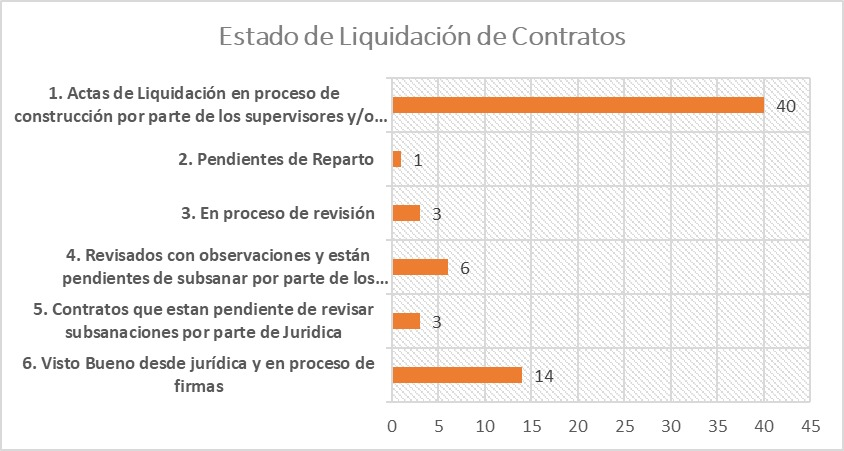 Estado de Liquidación de Contratos
1. Actas de Liquidación en proceso de
construcción por parte de los supervisores y/o...
40
2. Pendientes de Reparto
1
3. En proceso de revisión
3
4. Revisados con observaciones y están
pendientes de subsanar por parte de los...
6
5. Contratos que estan pendiente de revisar
subsanaciones por parte de Juridica
3
6. Visto Bueno desde jurídica y en proceso de
firmas
14
0 5 10 15 20 25 30 35 40 45